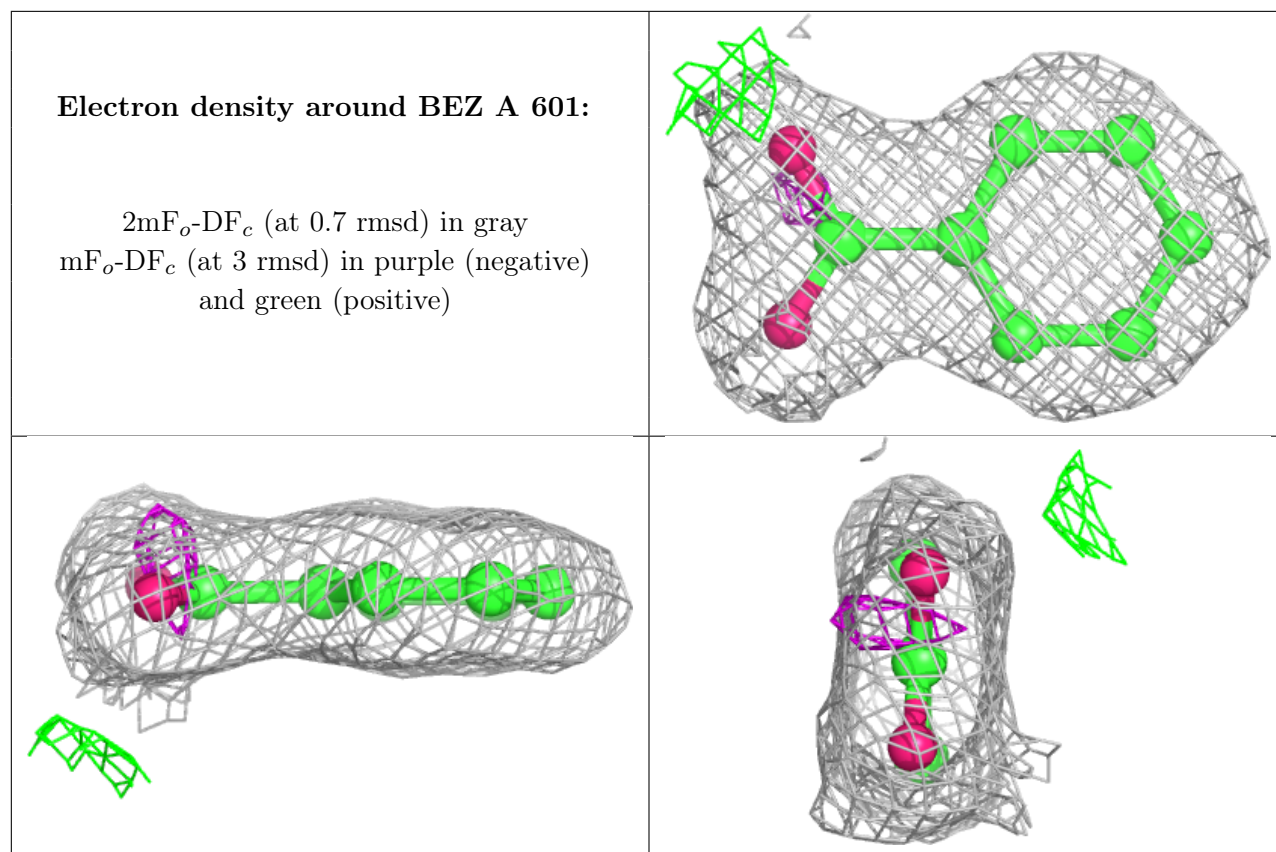 Electron density around BEZ A 601:
2mFo-DFc (at 0.7 rmsd) in gray
mFo-DFc (at 3 rmsd) in purple (negative)
and green (positive)